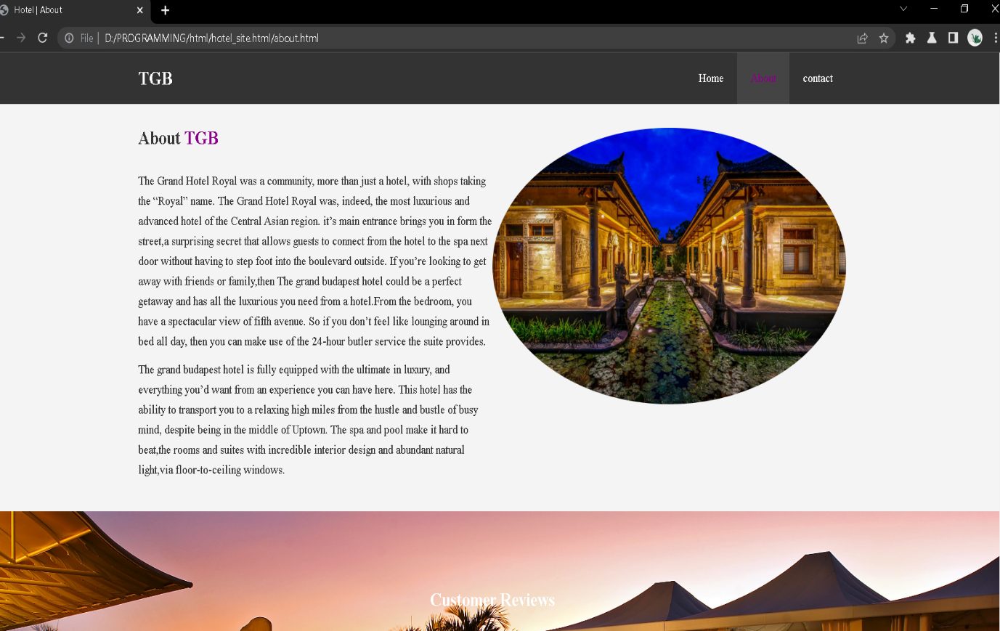 Hotel | About
File | D:/PROGRAMMING/html/hotel_site.html/about.html
TGB
Home
About
contact
About TGB
The Grand Hotel Royal was a community, more than just a hotel, with shops taking
the “Royal” name. The Grand Hotel Royal was, indeed, the most luxurious and
advanced hotel of the Central Asian region. it’s main entrance brings you in form the
street,a surprising secret that allows guests to connect from the hotel to the spa next
door without having to step foot into the boulevard outside. If you’re looking to get
away with friends or family,then The grand budapest hotel could be a perfect
getaway and has all the luxurious you need from a hotel.From the bedroom, you
have a spectacular view of fifth avenue. So if you don’t feel like lounging around in
bed all day, then you can make use of the 24-hour butler service the suite provides.
The grand budapest hotel is fully equipped with the ultimate in luxury, and
everything you’d want from an experience you can have here. This hotel has the
ability to transport you to a relaxing high miles from the hustle and bustle of busy
mind, despite being in the middle of Uptown. The spa and pool make it hard to
beat,the rooms and suites with incredible interior design and abundant natural
light,via floor-to-ceiling windows.
Customer Reviews